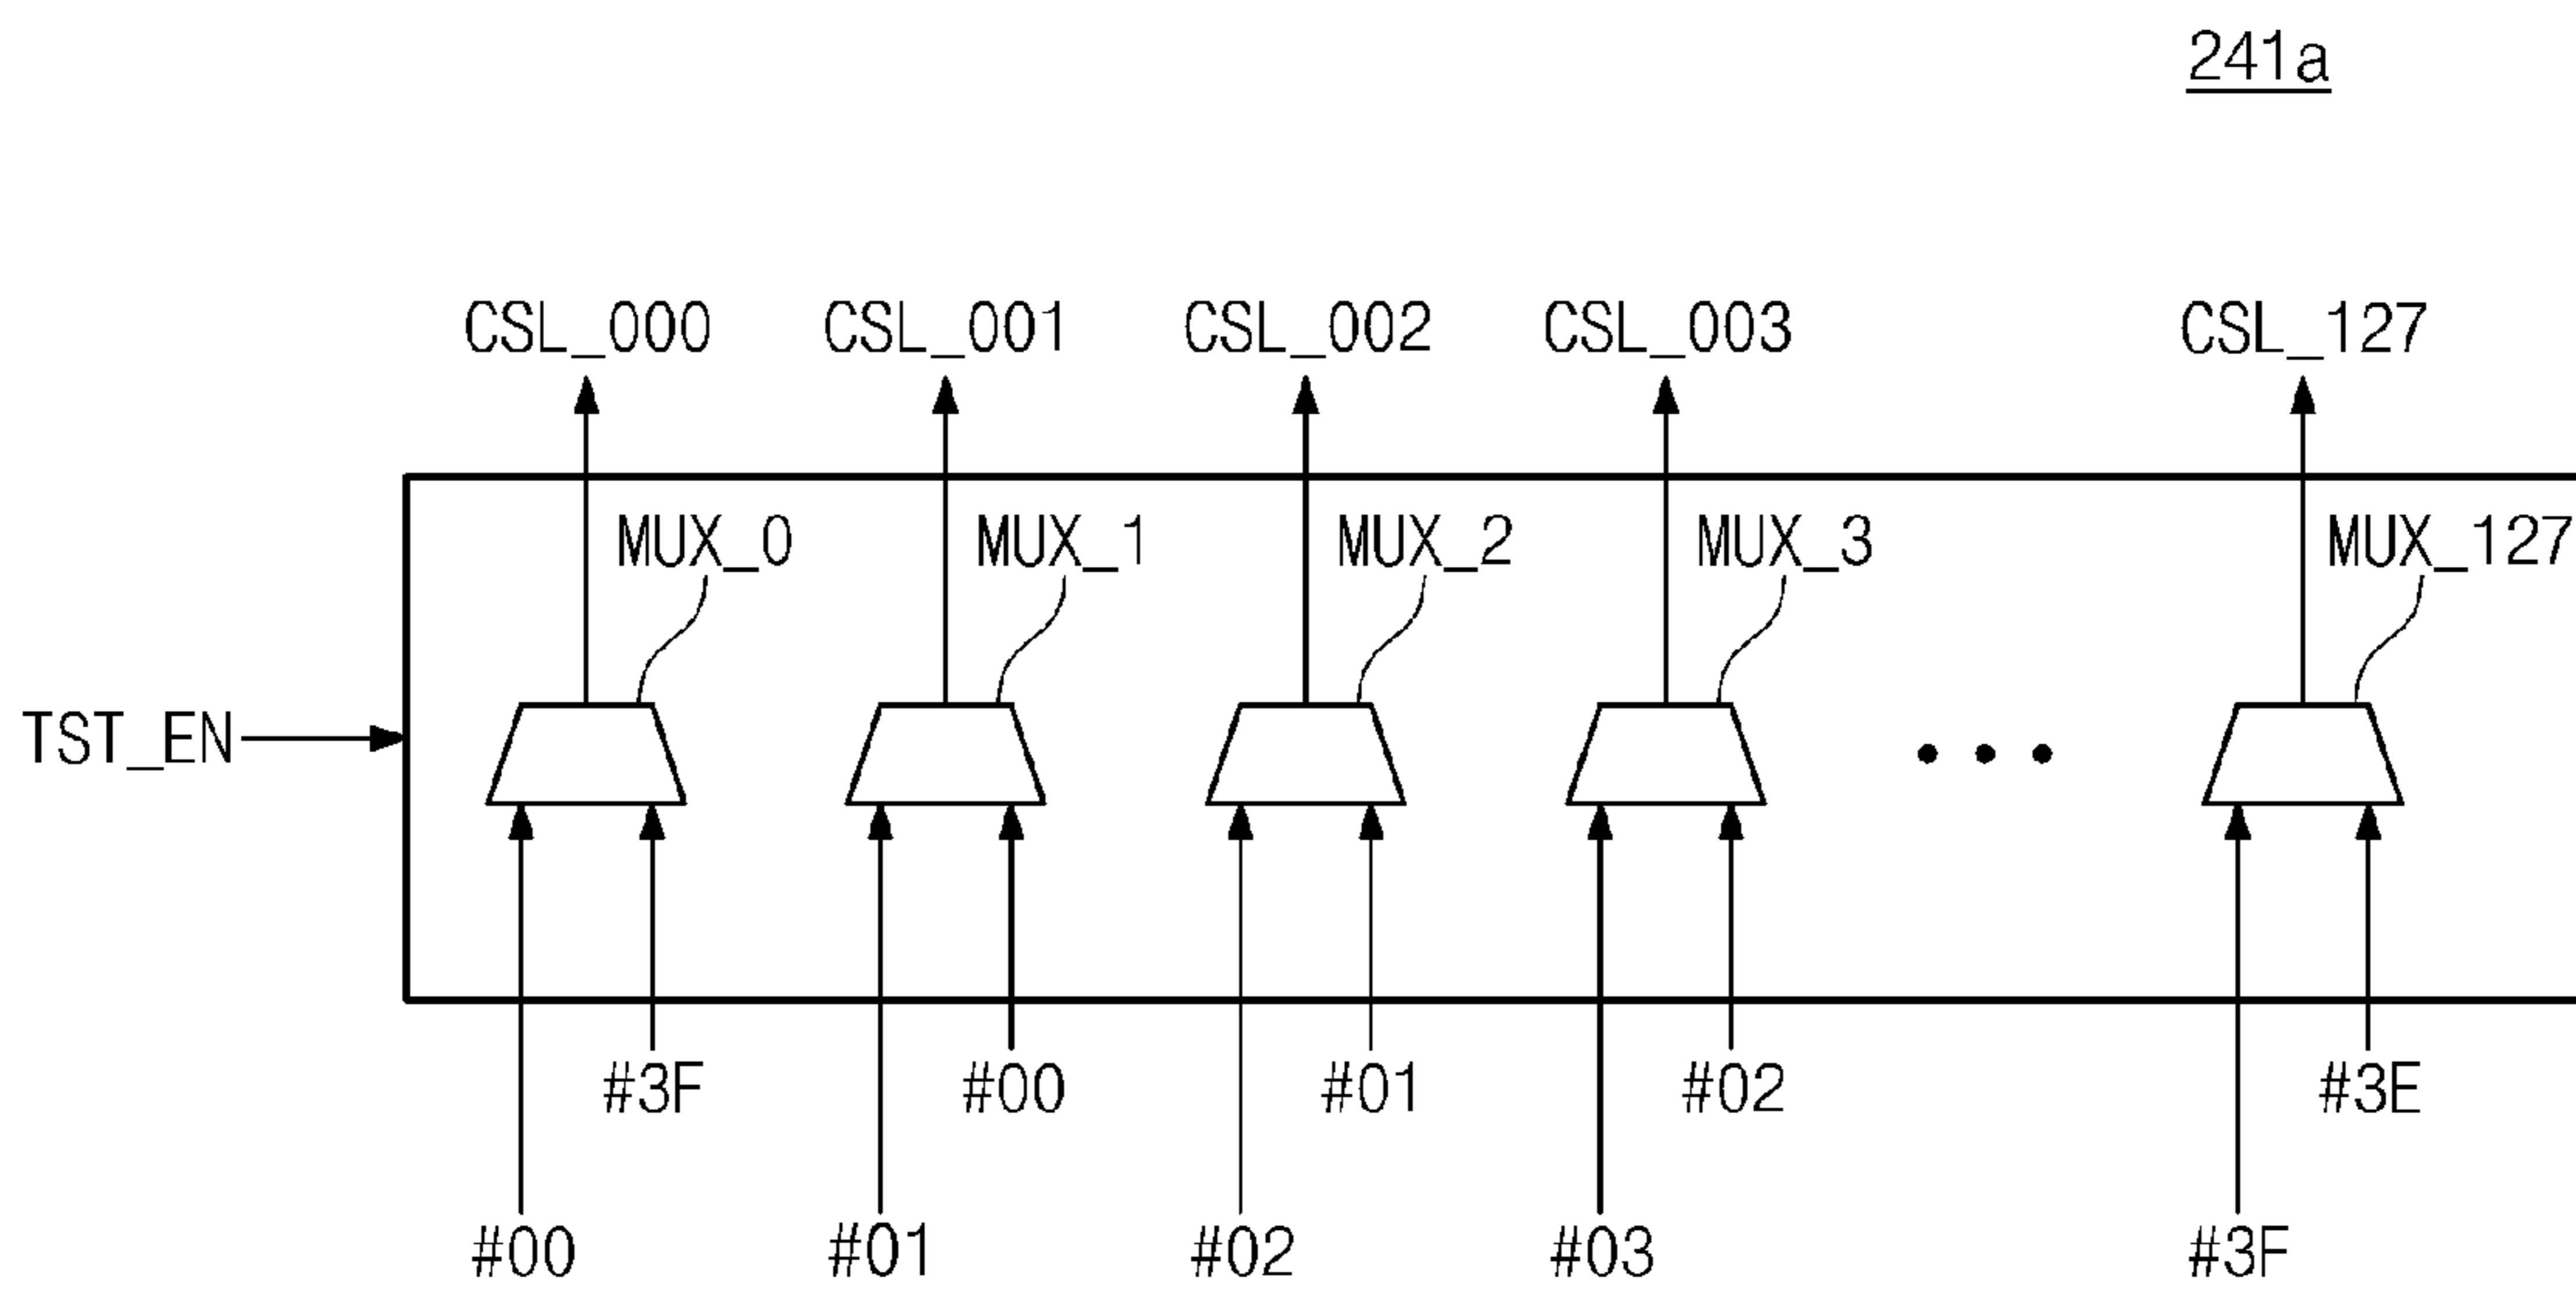 241a
CSL_000 CSL_001 CSL_002 CSL_003 CSL_127
MUX_0 MUX_1 MUX_2 MUX_3 MUX_127
TST_EN
#3F #00 #01 #02 #3E
#00 #01 #02 #03 #3F